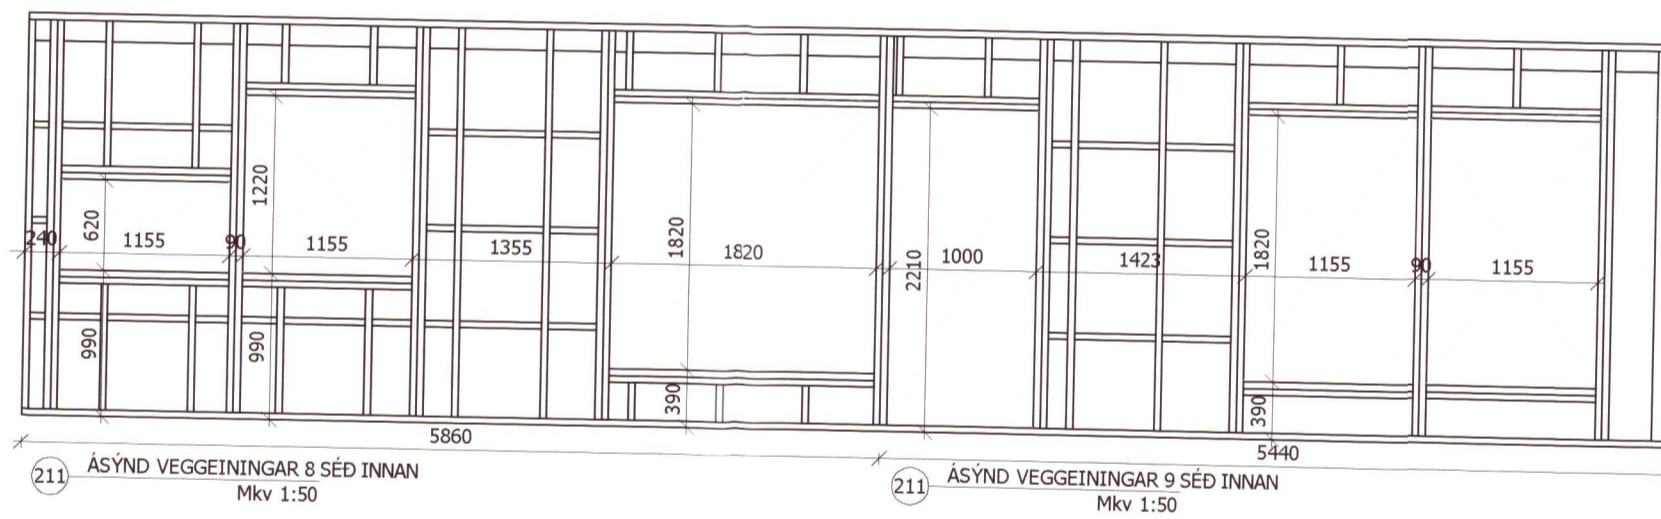 1220
1820
1820
620
2210
240 1155 90 1155 1355 1820 1000 1423 1155 90 1155
990
990
390
390
5860
5440
211 ÁSÝND VEGGEININGAR 8 SÉÐ INNAN
Mkv 1:50
211 ÁSÝND VEGGEININGAR 9 SÉÐ INNAN
Mkv 1:50